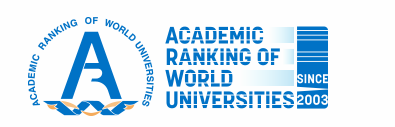 ACADEMIC RANKING OF WORLD UNIVERSITIES
ACADEMIC
RANKING OF
WORLD
UNIVERSITIES
SINCE
2003